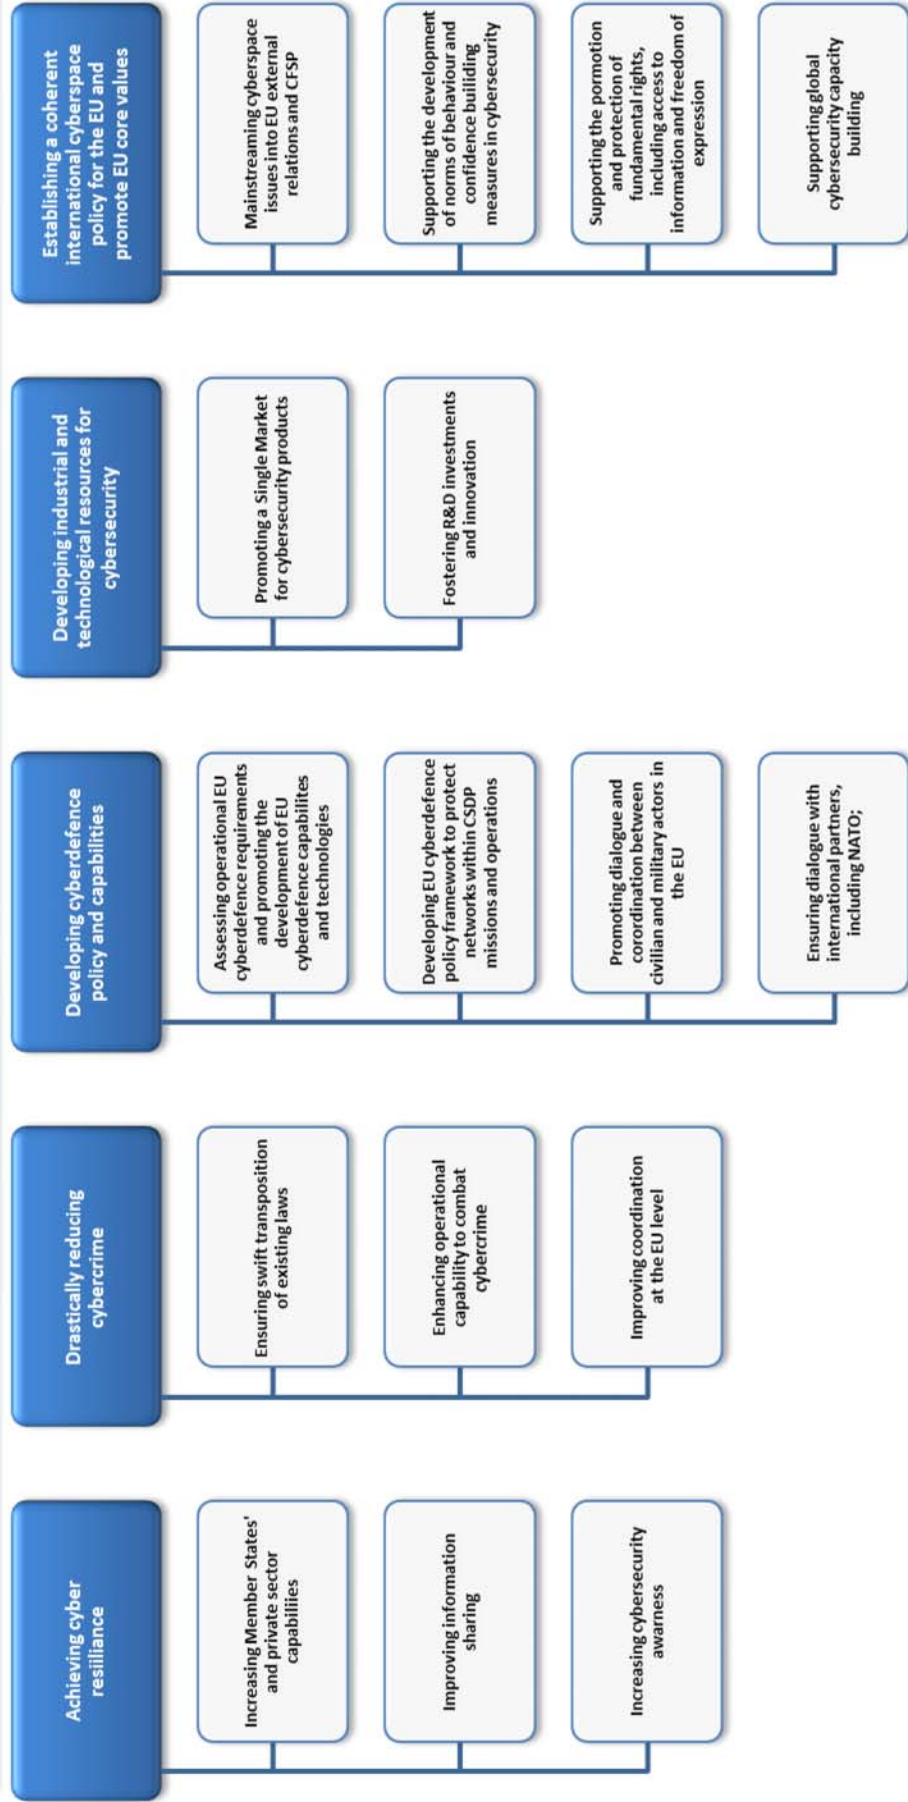 Achieving cyber
resiiliance
Increasing Member States'
and private sector
capabiliies
Improving information
sharing
Increasing cybersecurity
awarness
Drastically reducing
cybercrime
Ensuring swift transposition
of existing laws
Enhancing operational
capability to combat
cybercrime
Improving coordination
at the EU level
Developing cyberdefence
policy and capabilities
Assessing operational EU
cyberdefence requirements
and promoting the
development of EU
cyberdefence capabilites
and technologies
Developing EU cyberdefence
policy framework to protect
networks within CSDP
missions and operations
Promoting dialogue and
corordination between
civilian and military actors in
the EU
Ensuring dialogue with
international partners,
including NATO;
Developing industrial and
technological resources for
cybersecurity
Promoting a Single Market
for cybersecurity products
Fostering R&D investments
and innovation
Establishing a coherent
international cyberspace
policy for the EU and
promote EU core values
Mainstreaming cyberspace
issues into EU external
relations and CFSP
Supporting the development
of norms of behaviour and
confidence builiding
measures in cybersecurity
Supporting the pormotion
and protection of
fundamental rights,
including access to
information and freedom of
expression
Supporting global
cybersecurity capacity
building